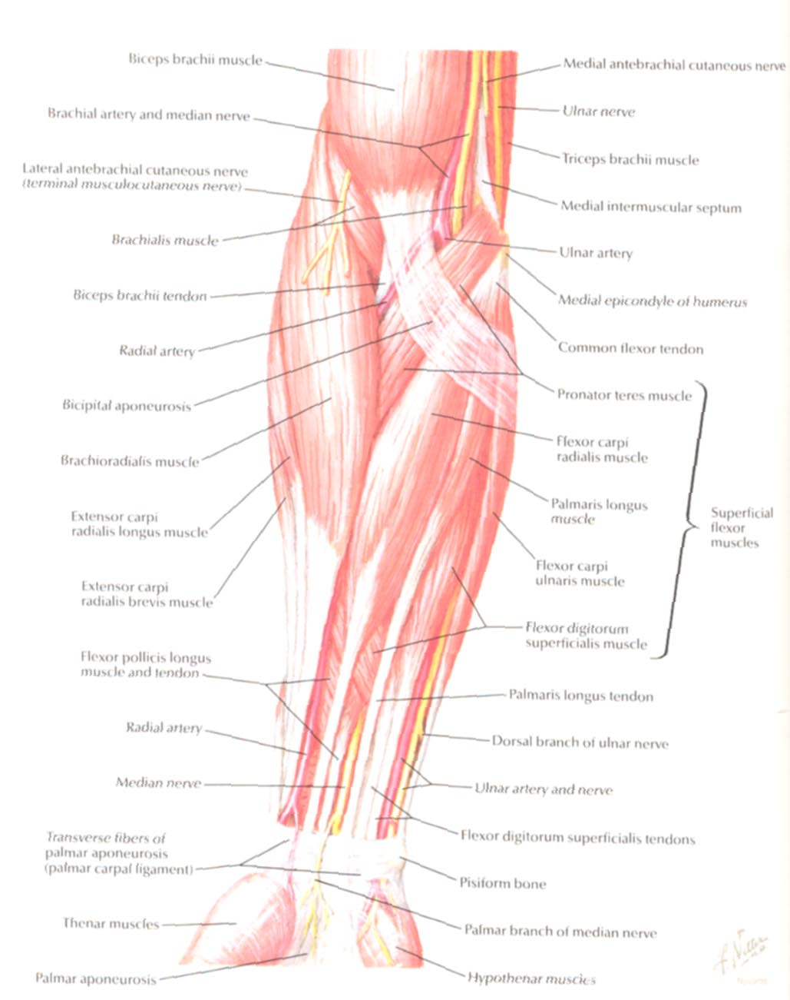 Biceps brachii muscle
Brachial artery and median nerve
Lateral antebrachial cutaneous nerve
(terminal musculocutaneous nerve)
Brachialis muscle
Biceps brachii tendon
Radial artery
Bicipital aponeurosis
Brachioradialis muscle
Extensor carpi
radialis longus muscle
Extensor carpi
radialis brevis muscle
Flexor pollicis longus
muscle and tendon
Radial artery
Median nerve
Transverse fibers of
palmar aponeurosis
(palmar carpal ligament)
Thenar muscles
Palmar aponeurosis
Medial antebrachial cutaneous nerve
Ulnar nerve
Triceps brachii muscle
Medial intermuscular septum
Ulnar artery
Medial epicondyle of humerus
Common flexor tendon
Pronator teres muscle
Flexor carpi
radialis muscle
Palmaris longus
muscle
Flexor carpi
ulnaris muscle
Flexor digitorum
superficialis muscle
Superficial
flexor
muscles
Palmaris longus tendon
Dorsal branch of ulnar nerve
Ulnar artery and nerve
Flexor digitorum superficialis tendons
Pisiform bone
Palmar branch of median nerve
Hypothenar muscles